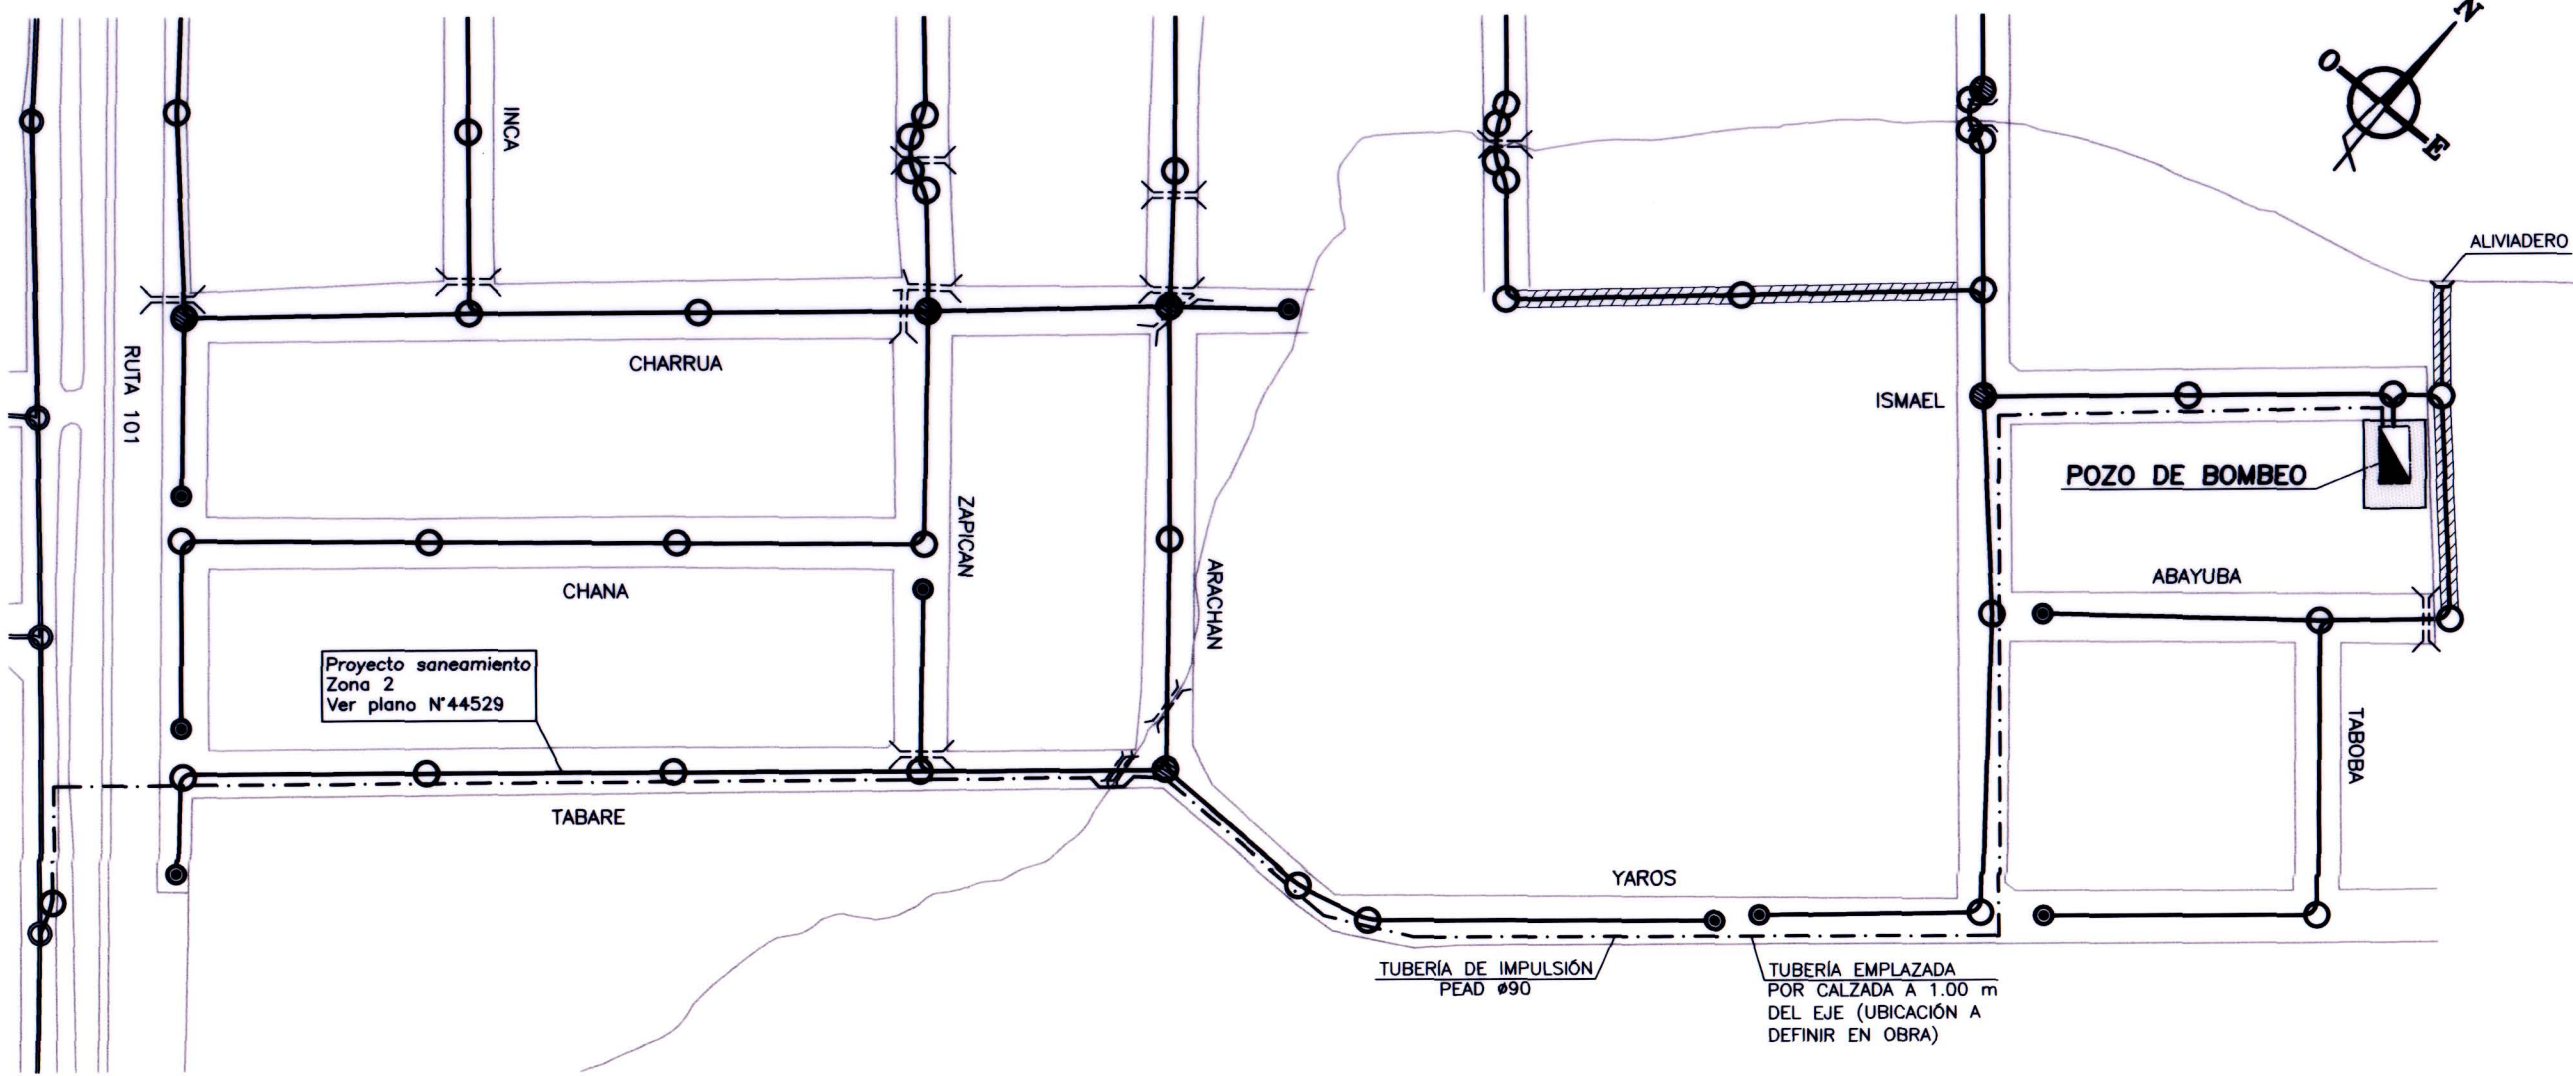 N
O
E
INCA
ALIVIADERO
RUTA 101
CHARRUA
ISMAEL
POZO DE BOMBEO
ZAPICAN
ARACHAN
CHANA
ABAYUBA
Proyecto saneamiento
Zona 2
Ver plano N°44529
TABOBA
TABARE
YAROS
TUBERÍA DE IMPULSIÓN
PEAD ø90
TUBERÍA EMPLAZADA
POR CALZADA A 1.00 m
DEL EJE (UBICACIÓN A
DEFINIR EN OBRA)